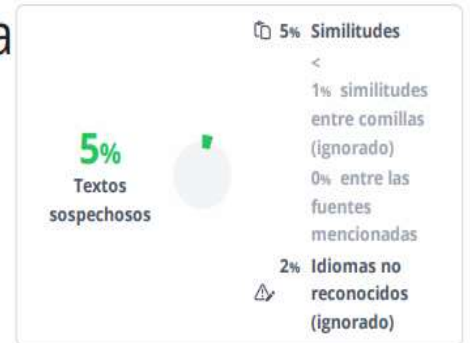 a
5%
Textos
sospechosos
5% Similitudes
<
1% similitudes
entre comillas
(ignorado)
0% entre las
fuentes
mencionadas
2% Idiomas no
reconocidos
(ignorado)